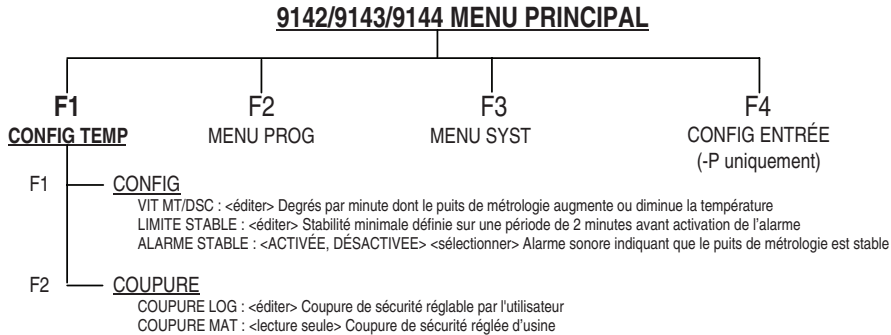 9142/9143/9144 MENU PRINCIPAL
F1
CONFIG TEMP
F2
MENU PROG
F3
MENU SYST
F4
CONFIG ENTRÉE
(-P uniquement)
F1 CONFIG
VIT MT/DSC : <éditer> Degrés par minute dont le puits de métrologie augmente ou diminue la température
LIMITE STABLE : <éditer> Stabilité minimale définie sur une période de 2 minutes avant activation de l'alarme
ALARME STABLE : <ACTIVÉE, DÉSACTIVEE> <sélectionner> Alarme sonore indiquant que le puits de métrologie est stable
F2 COUPURE
COUPURE LOG : <éditer> Coupure de sécurité réglable par l'utilisateur
COUPURE MAT : <lecture seule> Coupure de sécurité réglée d'usine